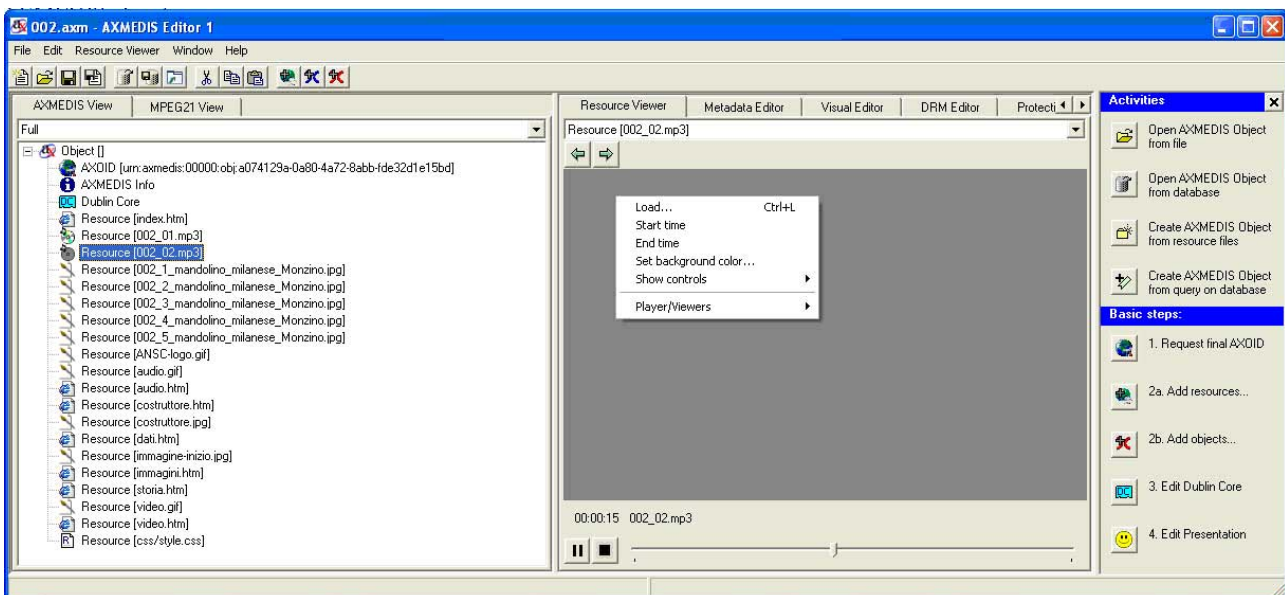 002.axm - AXMEDIS Editor 1
File Edit Resource Viewer Window Help
AXMEDIS View MPEG21 View
Full
Object []
AXOID [urn:axmedis:00000:obj:a074129a-0a80-4a72-8abb-fde32d1e15bd]
AXMEDIS Info
DC Dublin Core
Resource [index.htm]
Resource [002_01.mp3]
Resource [002_02.mp3]
Resource [002_1_mandolino_milanese_Monzino.jpg]
Resource [002_2_mandolino_milanese_Monzino.jpg]
Resource [002_3_mandolino_milanese_Monzino.jpg]
Resource [002_4_mandolino_milanese_Monzino.jpg]
Resource [002_5_mandolino_milanese_Monzino.jpg]
Resource [ANSC-logo.gif]
Resource [audio.gif]
Resource [audio.htm]
Resource [costruttore.htm]
Resource [costruttore.jpg]
Resource [dati.htm]
Resource [immagine-inizio.jpg]
Resource [immagini.htm]
Resource [storia.htm]
Resource [video.gif]
Resource [video.htm]
R Resource [css/style.css]
Resource Viewer Metadata Editor Visual Editor DRM Editor Protecti
Resource [002_02.mp3]
Load... Ctrl+L
Start time
End time
Set background color...
Show controls
Player/Viewers
00:00:15 002_02.mp3
Activities
Open AXMEDIS Object
from file
Open AXMEDIS Object
from database
Create AXMEDIS Object
from resource files
Create AXMEDIS Object
from query on database
Basic steps:
1. Request final AXOID
2a. Add resources...
2b. Add objects...
DC 3. Edit Dublin Core
4. Edit Presentation